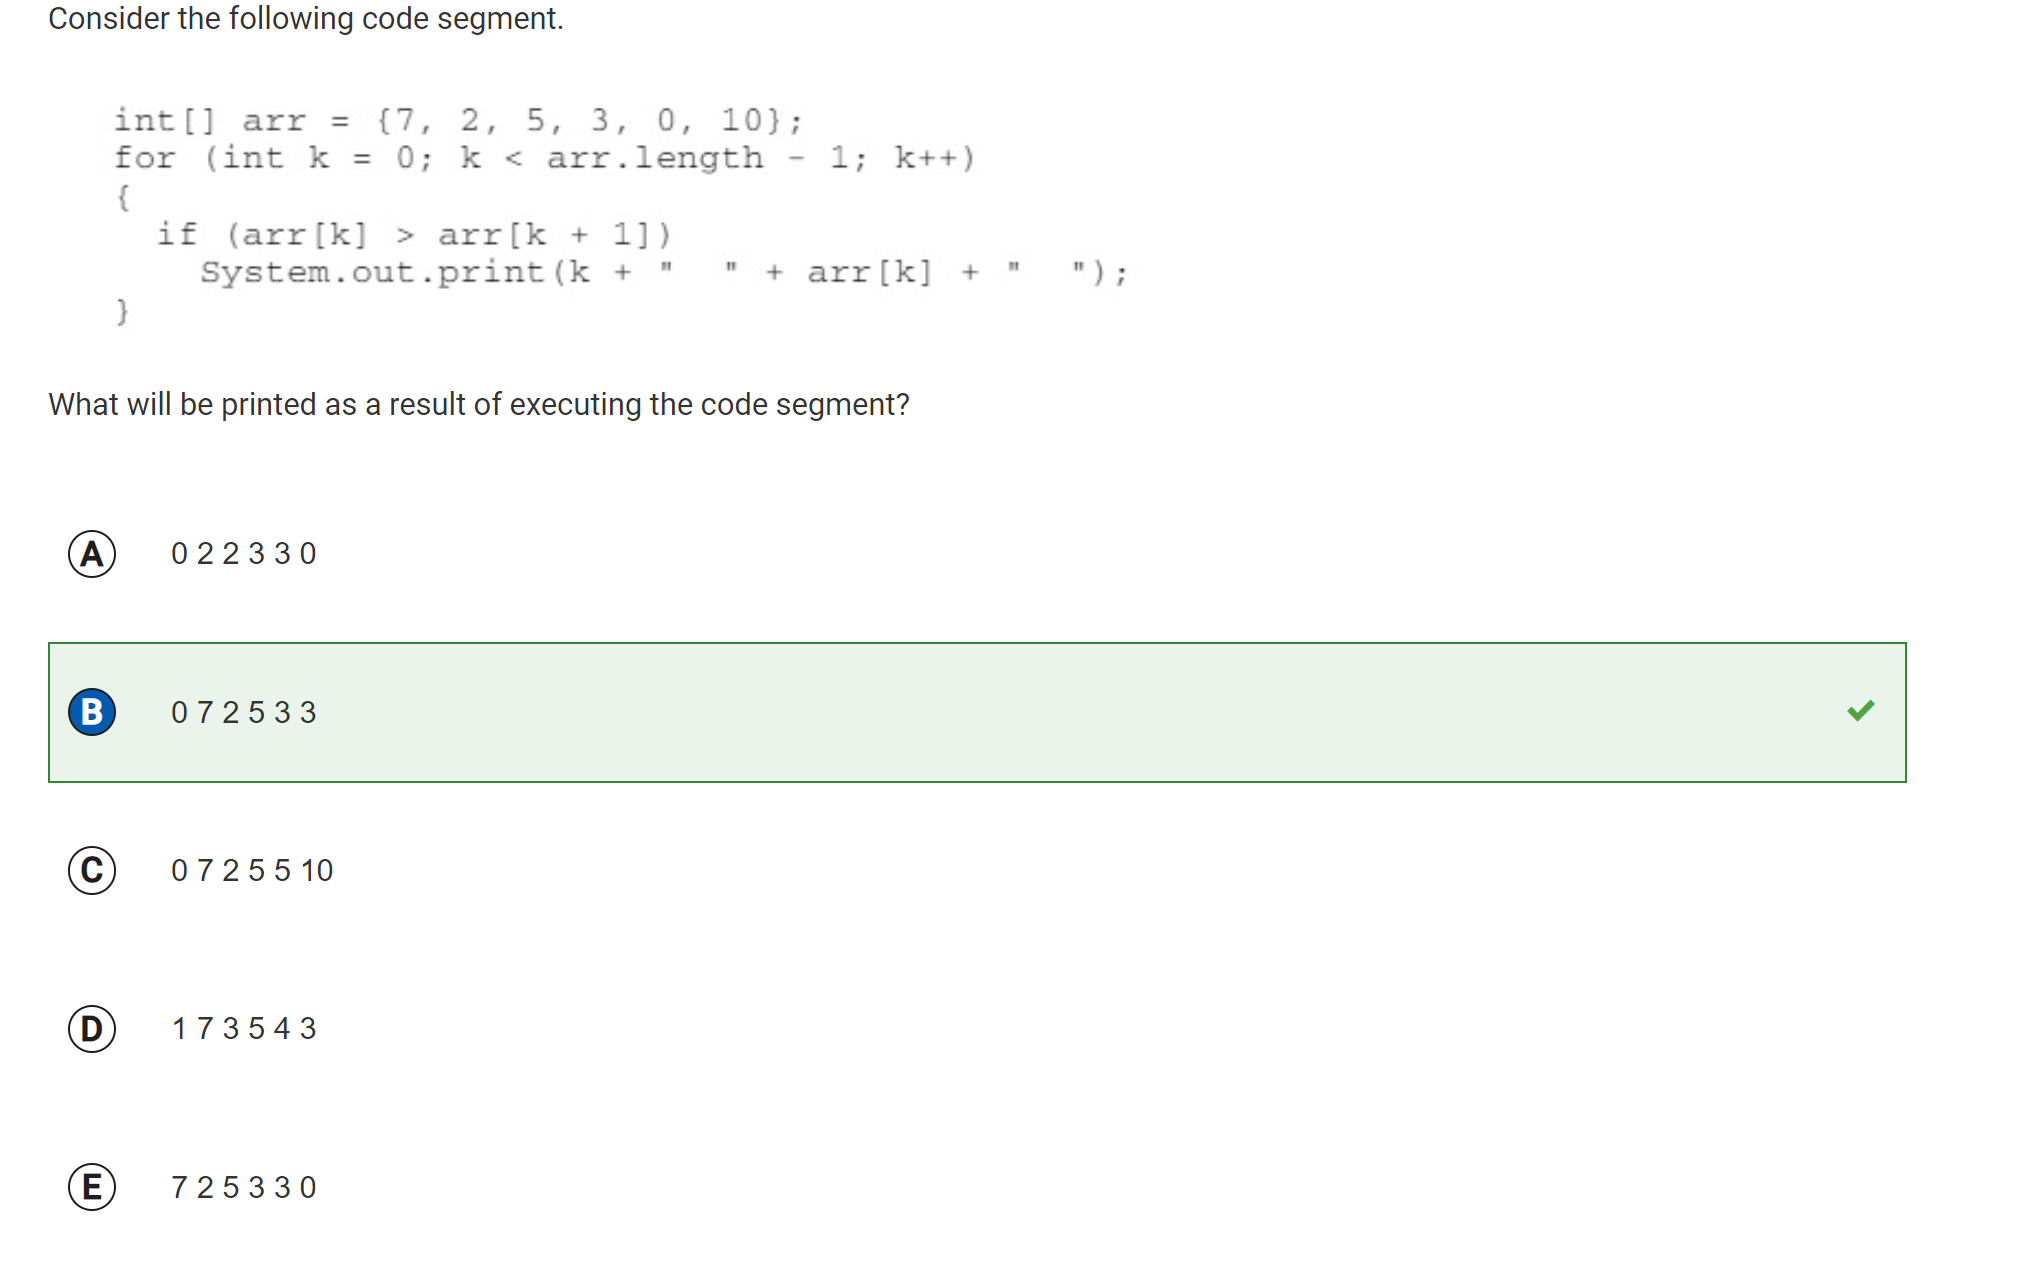 Consider the following code segment.
int[] arr = {7, 2, 5, 3, 0, 10};
for (int k = 0; k < arr.length - 1; k++)
{
  if (arr[k] > arr[k + 1])
    System.out.print(k + "  " + arr[k] + "  ");
}
What will be printed as a result of executing the code segment?
A 0 2 2 3 3 0
B 0 7 2 5 3 3
C 0 7 2 5 5 10
D 1 7 3 5 4 3
E 7 2 5 3 3 0